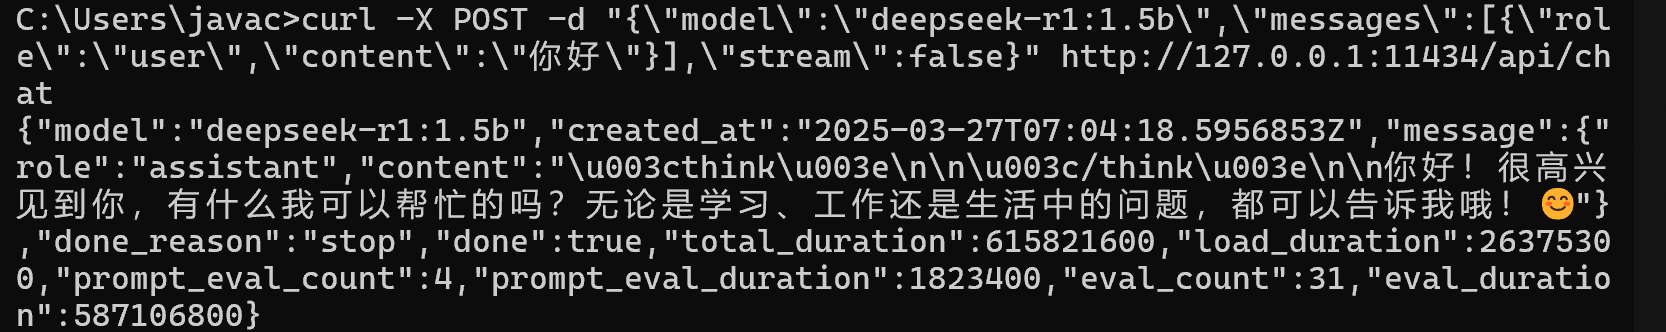 C:\Users\javac>curl -X POST -d "{\"model\":\"deepseek-r1:1.5b\",\"messages\":[{\"rol
e\":\"user\",\"content\":\"你好\"}],\"stream\":false}" http://127.0.0.1:11434/api/ch
at
{"model":"deepseek-r1:1.5b","created_at":"2025-03-27T07:04:18.5956853Z","message":{"
role":"assistant","content":"\u003cthink\u003e\n\n\u003c/think\u003e\n\n你好！很高兴
见到你，有什么我可以帮忙的吗？无论是学习、工作还是生活中的问题，都可以告诉我哦！😊"}
,"done_reason":"stop","done":true,"total_duration":615821600,"load_duration":2637530
0,"prompt_eval_count":4,"prompt_eval_duration":1823400,"eval_count":31,"eval_duratio
n":587106800}